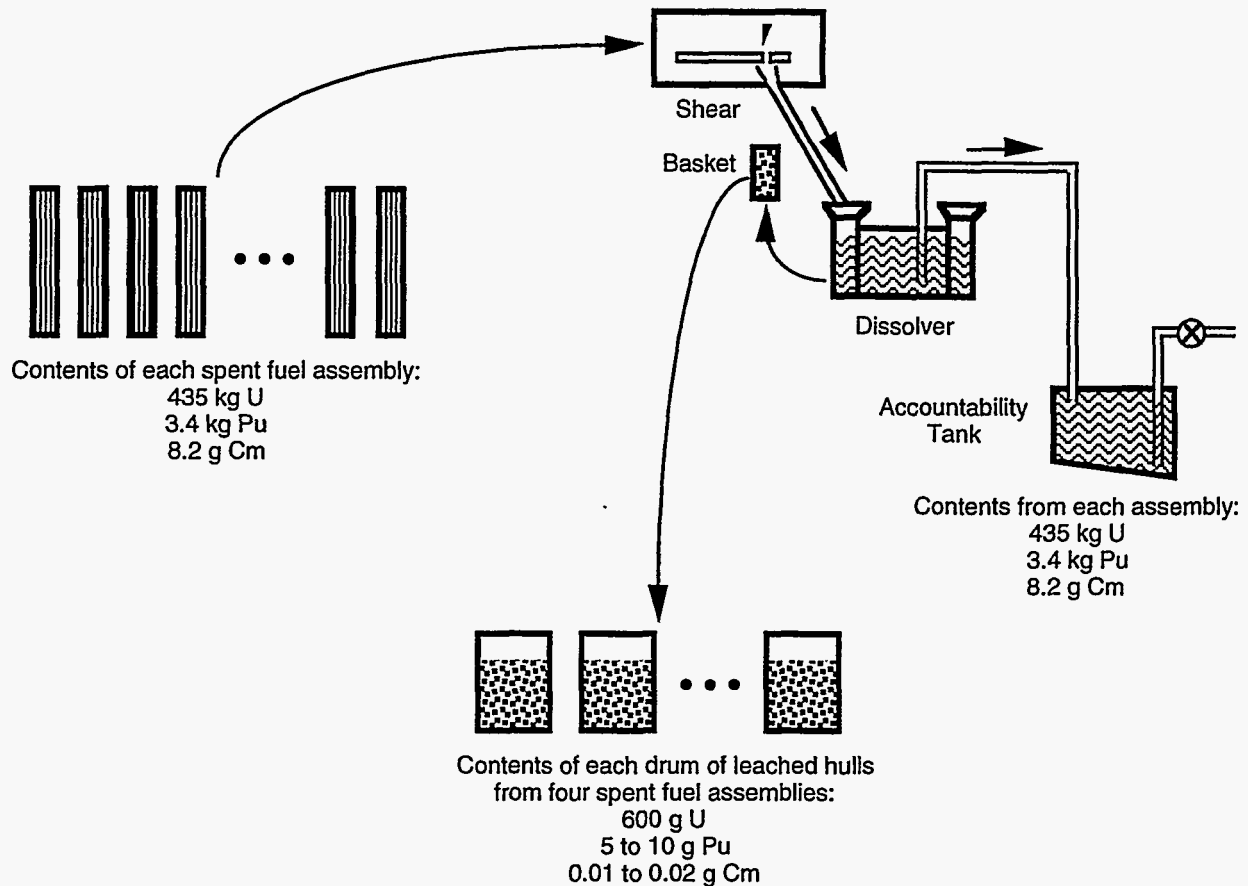 Shear
Basket
Dissolver
Contents of each spent fuel assembly:
435 kg U
3.4 kg Pu
8.2 g Cm
Accountability
Tank
Contents from each assembly:
435 kg U
3.4 kg Pu
8.2 g Cm
Contents of each drum of leached hulls
from four spent fuel assemblies:
600 g U
5 to 10 g Pu
0.01 to 0.02 g Cm